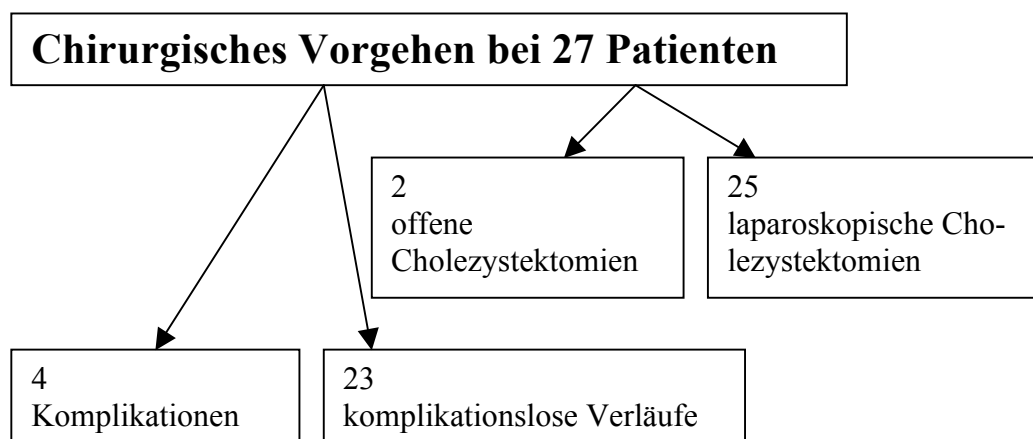 Chirurgisches Vorgehen bei 27 Patienten
2
offene
Cholezystektomien
25
laparoskopische Cho-
lezystektomien
4
Komplikationen
23
komplikationslose Verläufe